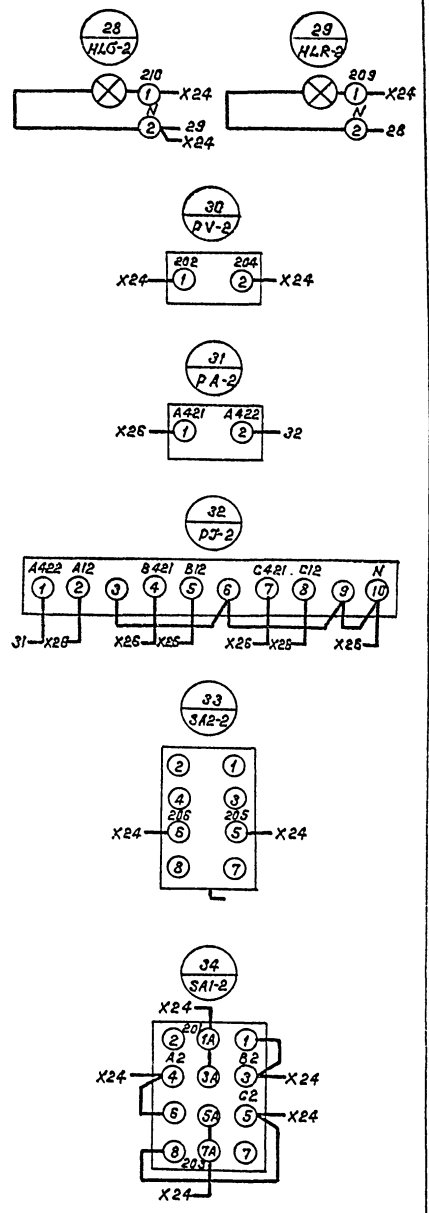 28 29
HLG-2 HLR-2
210 209
1 X24 1 X24
N N
2 29 2 28
X24
30
PV-2
202 204
X24 1 2 X24
31
PA-2
A421 A422
X26 1 2 32
32
PJ-2
A422 A12 B421 B12 C421 C12 N
1 2 3 4 5 6 7 8 9 10
31 X26 X26 X26 X26 X26 X26
33
SA2-2
2 1
4 3
206 205
X24 6 5 X24
8 7
34
SA1-2
X24
2 201 1A 1
A2 B2
X24 4 3A 3 X24
C2
6 5A 5 X24
8 7A 7
203
X24